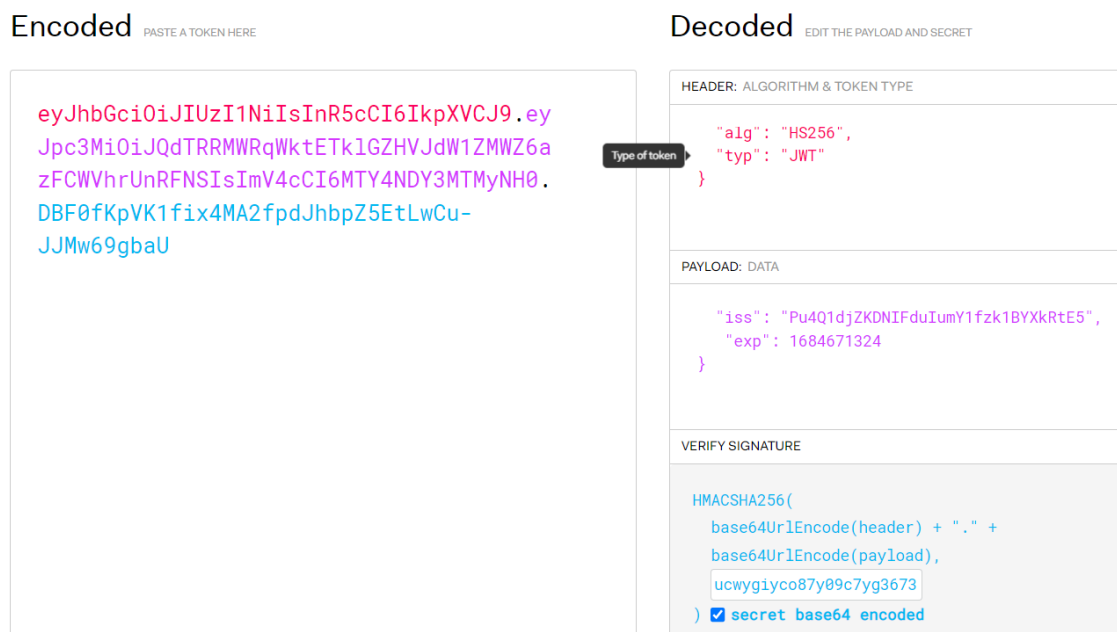 Encoded PASTE A TOKEN HERE
eyJhbGciOiJIUzI1NiIsInR5cCI6IkpXVCJ9.ey
Jpc3MiOiJQdTRRMWRqWktETklGZHVJdW1ZMWZ6a
zFCWVhrUnRFNSIsImV4cCI6MTY4NDY3MTMyNH0.
DBF0fKpVK1fix4MA2fpdJhbpZ5EtLwCu-
JJMw69gbaU
Decoded EDIT THE PAYLOAD AND SECRET
HEADER: ALGORITHM & TOKEN TYPE
"alg": "HS256",
Type of token
"typ": "JWT"
}
PAYLOAD: DATA
"iss": "Pu4Q1djZKDNIFduIumY1fzk1BYXkRtE5",
"exp": 1684671324
}
VERIFY SIGNATURE
HMACSHA256(
base64UrlEncode(header) + "." +
base64UrlEncode(payload),
ucwygiyco87y09c7yg3673
) secret base64 encoded